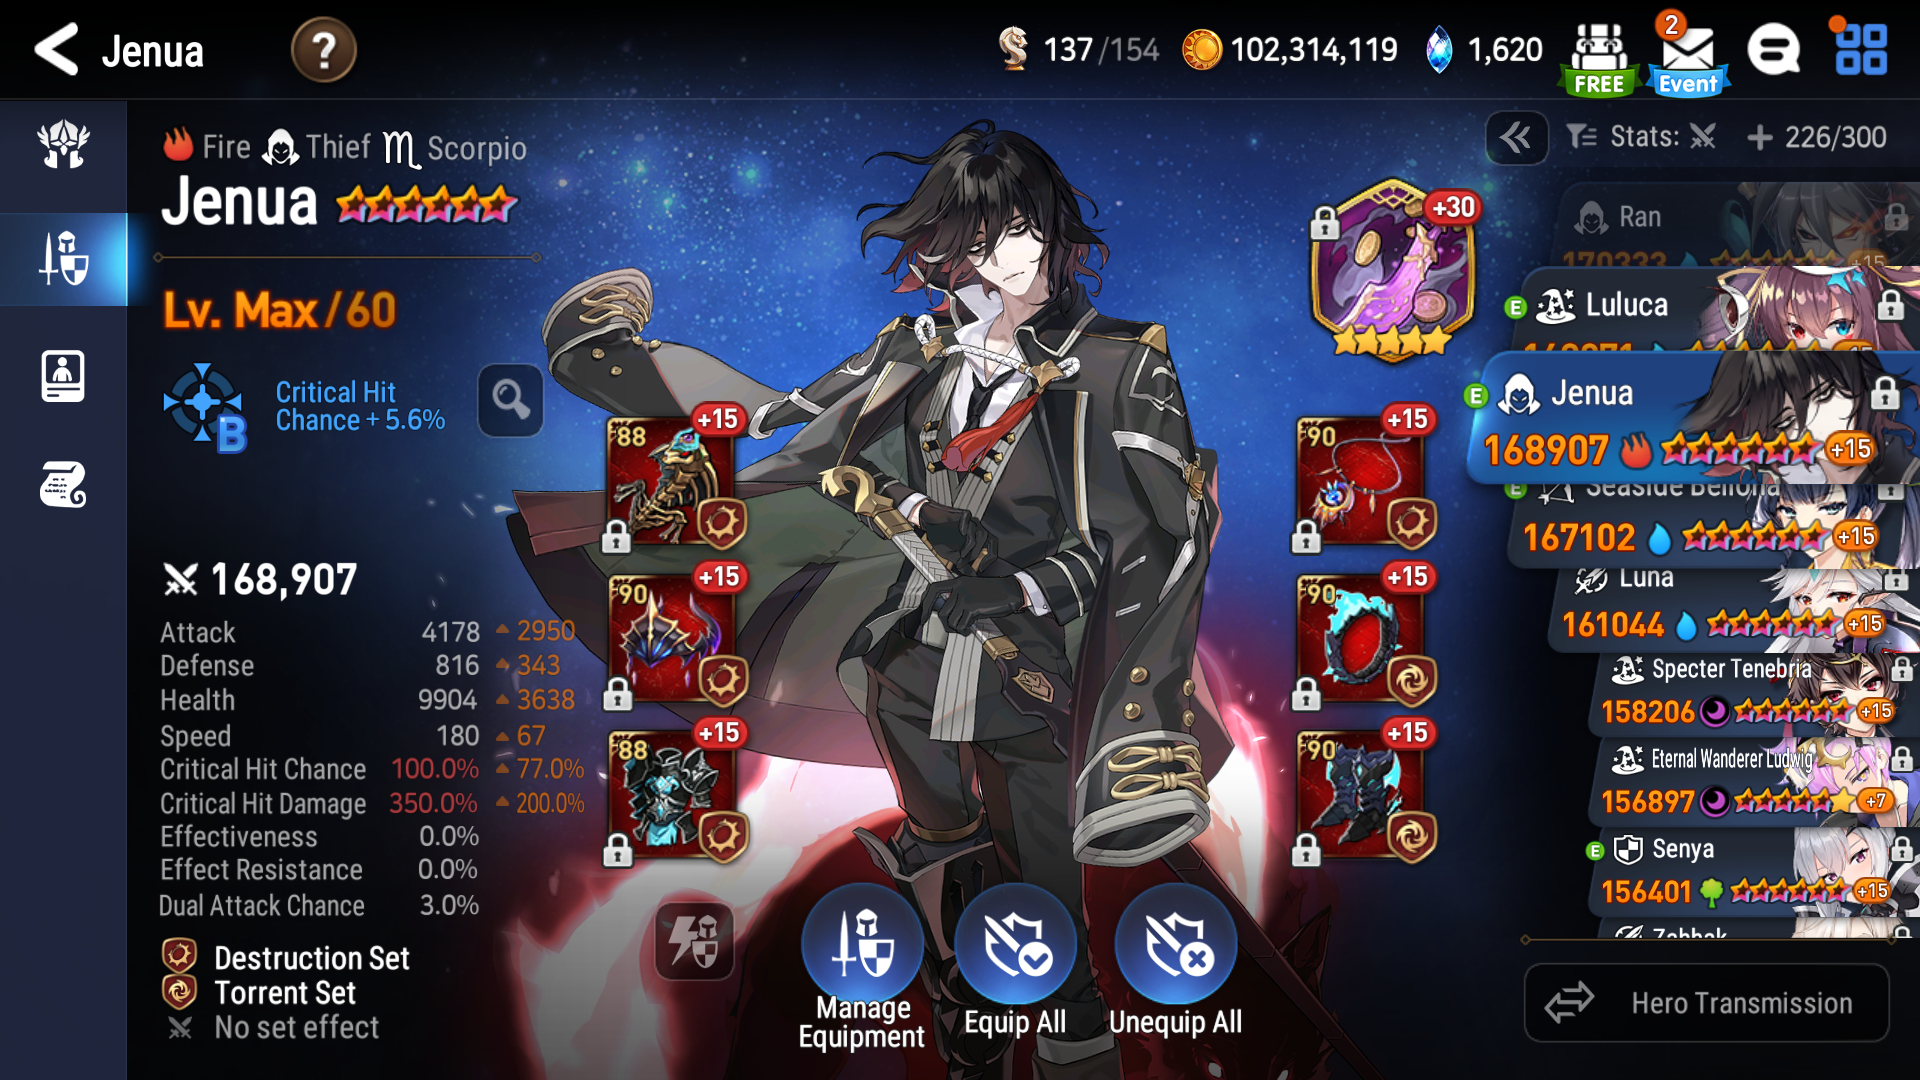 Jenua
?
137/154
102,314,119
1,620
FREE
2
Event
Fire Thief Scorpio
Jenua
Lv. Max/60
B
Critical Hit
Chance + 5.6%
168,907
Attack 4178 2950
Defense 816 343
Health 9904 3638
Speed 180 67
Critical Hit Chance 100.0% 77.0%
Critical Hit Damage 350.0% 200.0%
Effectiveness 0.0%
Effect Resistance 0.0%
Dual Attack Chance 3.0%
Destruction Set
Torrent Set
No set effect
+30
88 +15
90 +15
88 +15
90 +15
90 +15
90 +15
Manage
Equipment
Equip All
Unequip All
Stats: + 226/300
Ran
170333 +15
E Luluca
E Jenua
168907 +15
E Seaside Bellona
167102 +15
Luna
161044 +15
Specter Tenebria
158206 +15
Eternal Wanderer Ludwig
156897 +7
E Senya
156401 +15
Zahhak
Hero Transmission